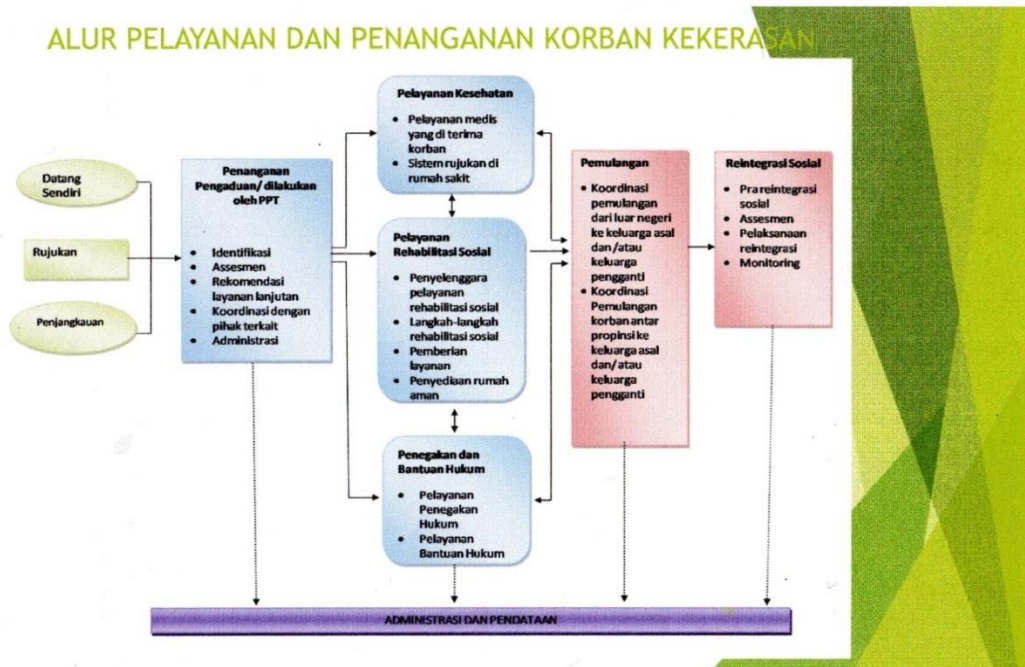 ALUR PELAYANAN DAN PENANGANAN KORBAN KEKERASAN
Datang
Sendiri
Rujukan
Penjangkauan
Penanganan
Pengaduan/ dilakukan
oleh PPT
• Identifikasi
• Assesmen
• Rekomendasi
layanan lanjutan
• Koordinasi dengan
pihak terkait
• Administrasi
Pelayanan Kesehatan
• Pelayanan medis
yang di terima
korban
• Sistem rujukan di
rumah sakit
Pelayanan
Rehabilitasi Sosial
• Penyelenggara
pelayanan
rehabilitasi sosial
• Langkah-langkah
rehabilitasi sosial
• Pemberian
layanan
• Penyediaan rumah
aman
Penegakan dan
Bantuan Hukum
• Pelayanan
Penegakan
Hukum
• Pelayanan
Bantuan Hukum
Pemulangan
• Koordinasi
pemulangan
dari luar negeri
ke keluarga asal
dan /atau
keluarga
pengganti
• Koordinasi
Pemulangan
korban antar
propinsi ke
keluarga asal
dan/ atau
keluarga
pengganti
Reintegrasi Sosial
• Pra reintegrasi
sosial
• Assesmen
• Pelaksanaan
reintegrasi
• Monitoring
ADMINISTRASI DAN PENDATAAN